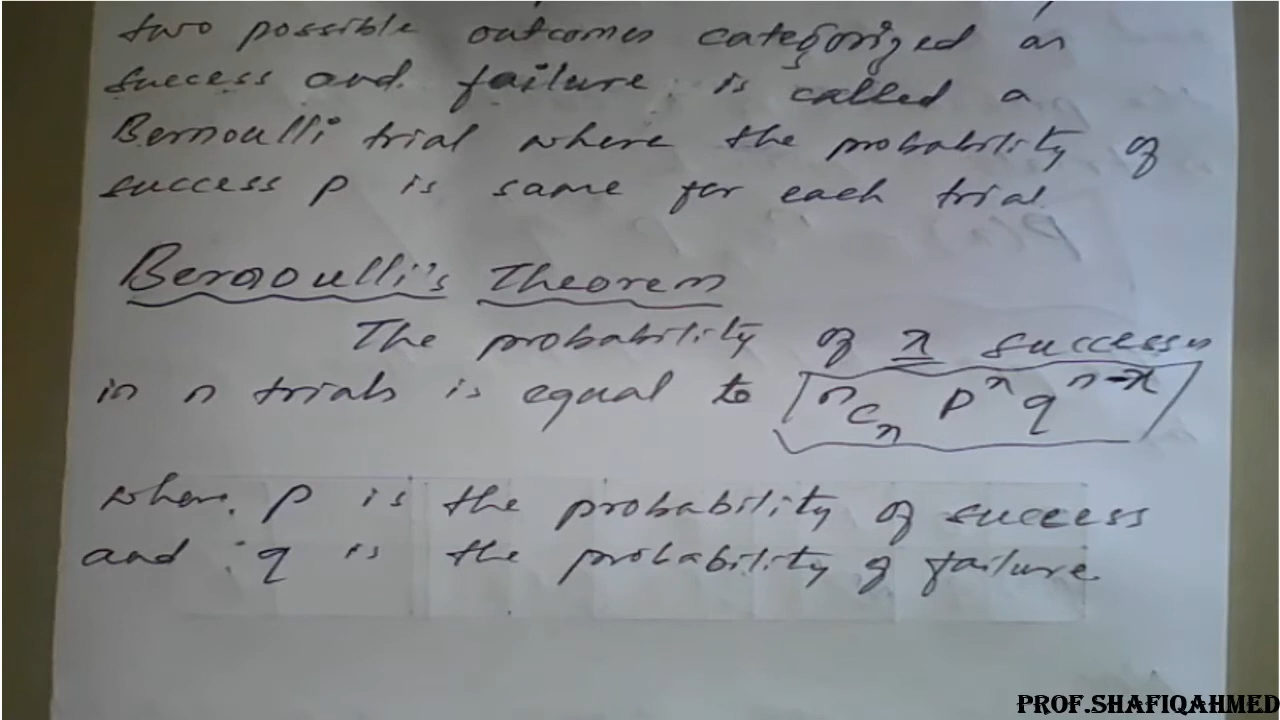 two possible outcomes categorized as
success and failure is called a
Bernoulli trial where the probability of
success p is same for each trial
Bernoulli's Theorem
The probability of x success
in n trials is equal to ⁿCₓ pˣ qⁿ⁻ˣ
where p is the probability of success
and q is the probability of failure
PROF.SHAFIQAHMED